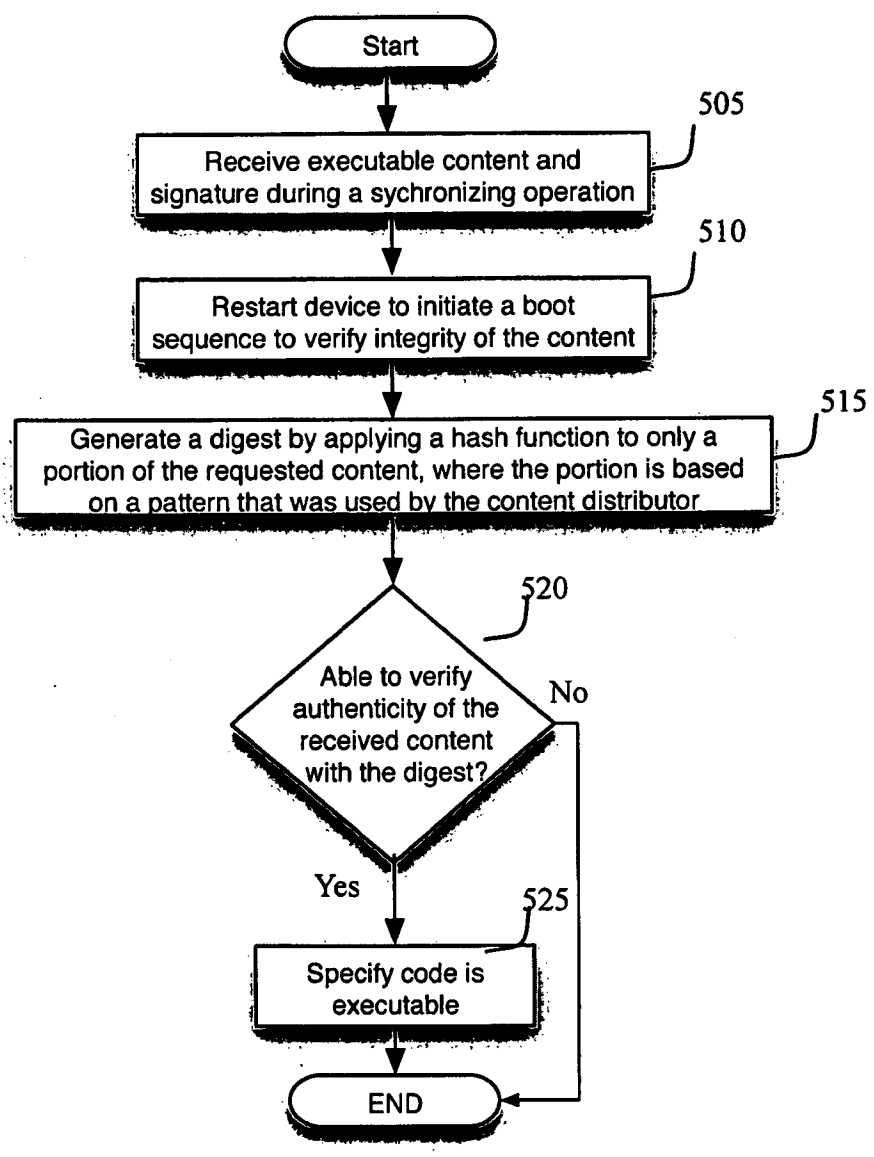 Start
505
Receive executable content and
signature during a sychronizing operation
510
Restart device to initiate a boot
sequence to verify integrity of the content
515
Generate a digest by applying a hash function to only a
portion of the requested content, where the portion is based
on a pattern that was used by the content distributor
520
Able to verify
authenticity of the
received content
with the digest?
No
Yes
525
Specify code is
executable
END